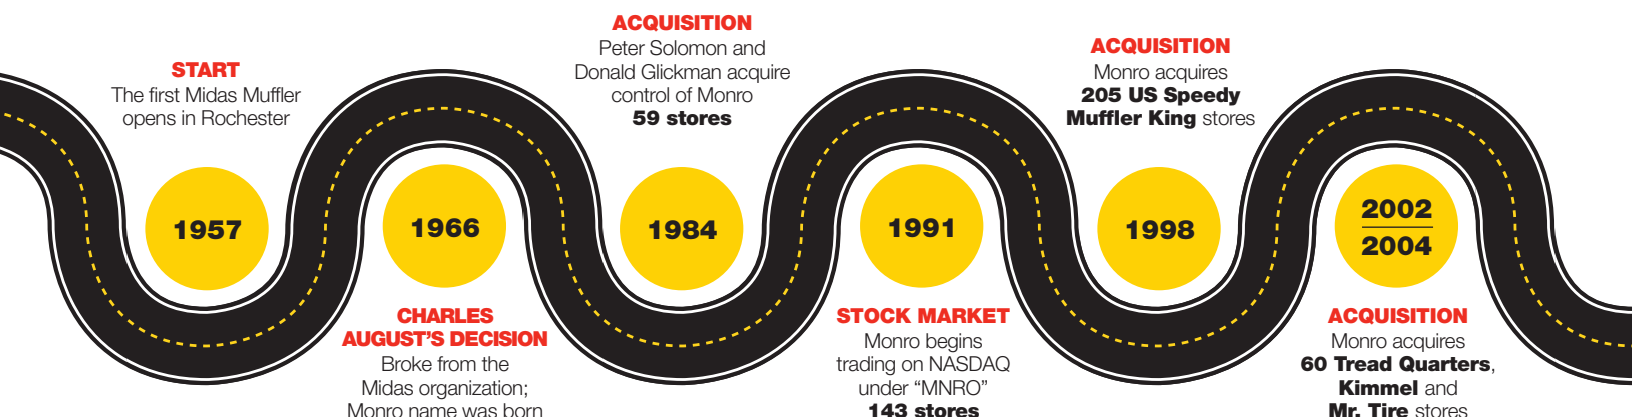 START
The first Midas Muffler
opens in Rochester
1957
1966
CHARLES
AUGUST’S DECISION
Broke from the
Midas organization;
Monro name was born
ACQUISITION
Peter Solomon and
Donald Glickman acquire
control of Monro
59 stores
1984
1991
STOCK MARKET
Monro begins
trading on NASDAQ
under “MNRO”
143 stores
ACQUISITION
Monro acquires
205 US Speedy
Muffler King stores
1998
2002
2004
ACQUISITION
Monro acquires
60 Tread Quarters,
Kimmel and
Mr. Tire stores